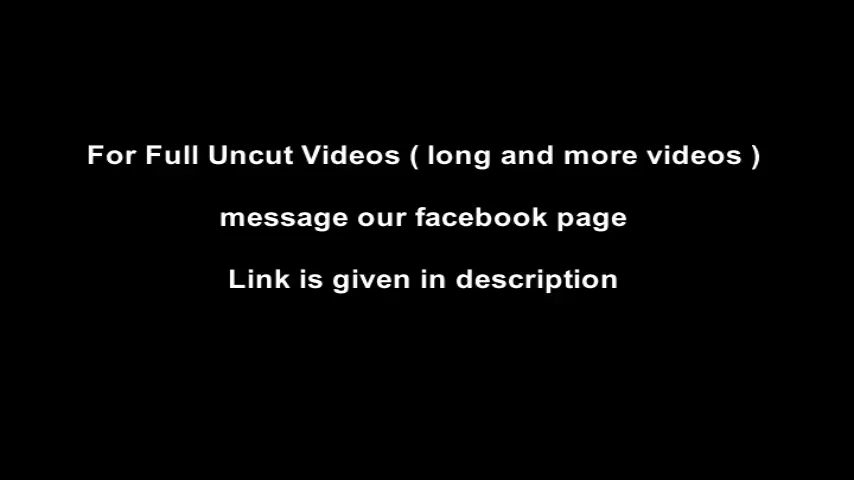 For Full Uncut Videos ( long and more videos )
message our facebook page
Link is given in description